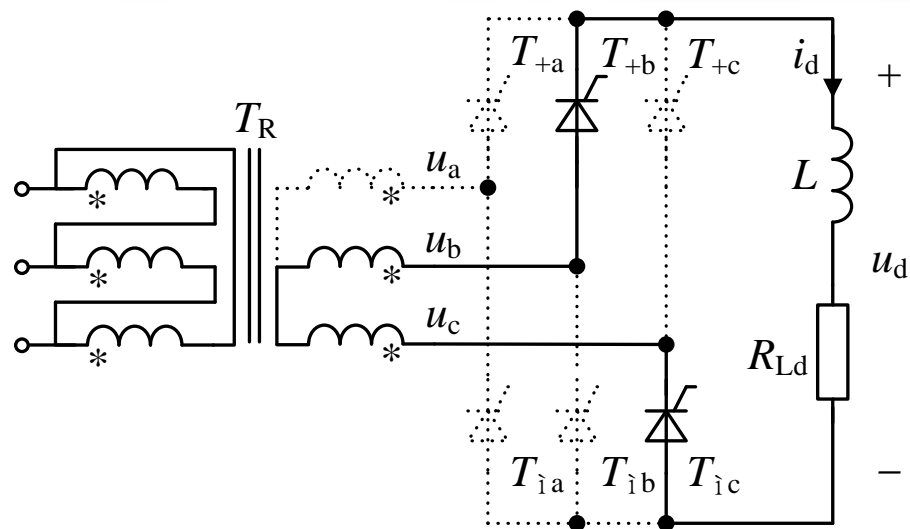 T+a
T+b
T+c
id
+
TR
ua
L
*
*
ub
ud
*
*
uc
RLd
*
*
Tìa
Tìb
Tìc
−